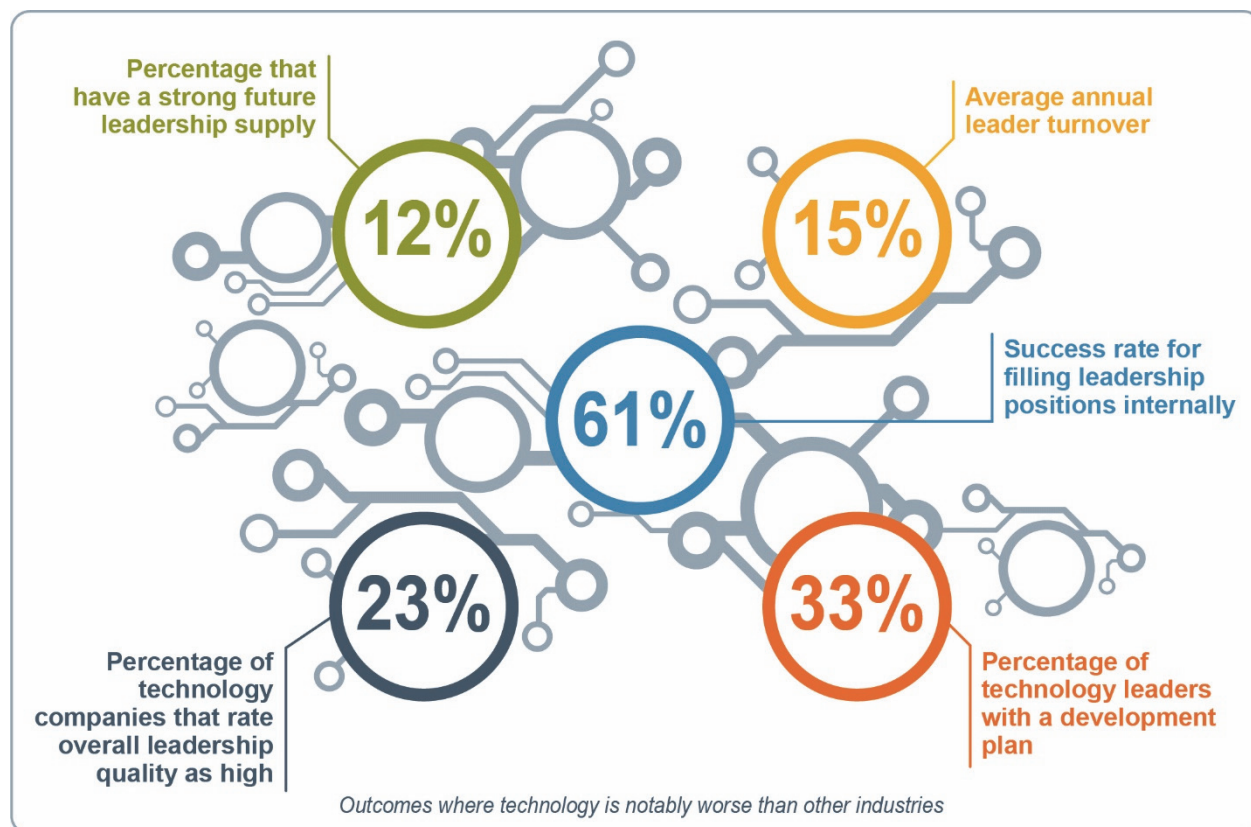 Percentage that
have a strong future
leadership supply
12%
Average annual
leader turnover
15%
Success rate for
filling leadership
positions internally
61%
23%
Percentage of
technology
companies that rate
overall leadership
quality as high
33%
Percentage of
technology leaders
with a development
plan
Outcomes where technology is notably worse than other industries